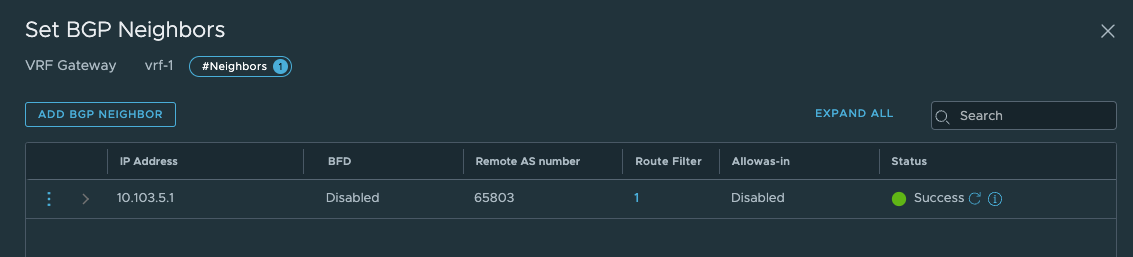 Set BGP Neighbors
VRF Gateway vrf-1 #Neighbors 1
ADD BGP NEIGHBOR EXPAND ALL Search
IP Address BFD Remote AS number Route Filter Allowas-in Status
10.103.5.1 Disabled 65803 1 Disabled Success